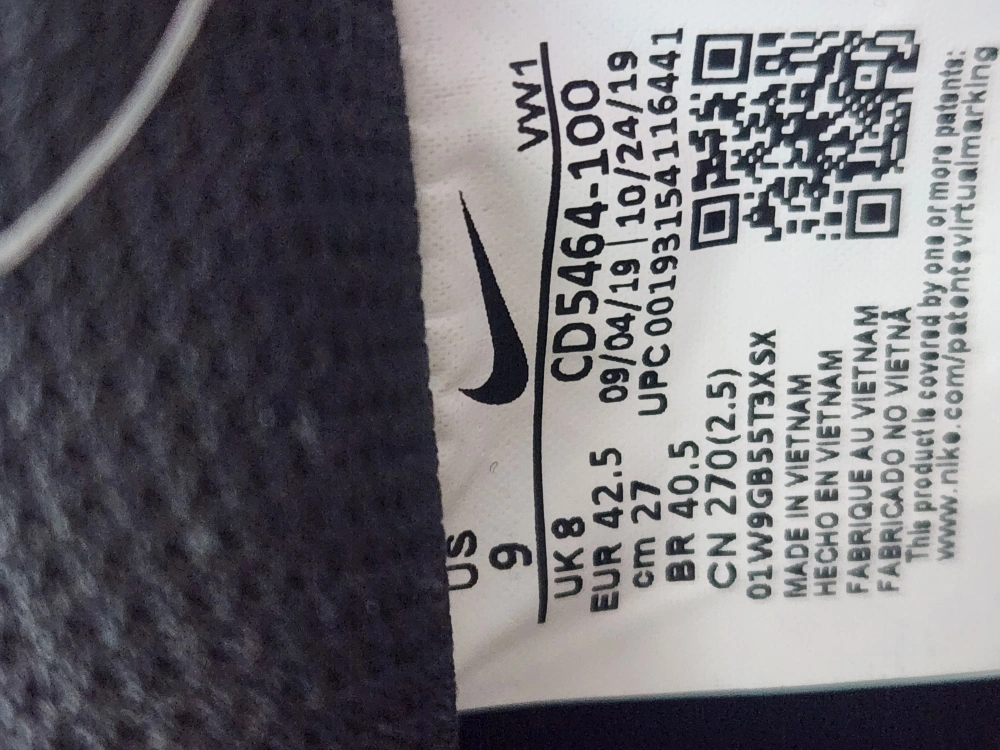 US
9
VW1
UK 8
EUR 42.5
cm 27
BR 40.5
CN 270(2.5)
CD5464-100
09/04/19|10/24/19
UPC00193154116441
01W9GB55T3XSX
MADE IN VIETNAM
HECHO EN VIETNAM
FABRIQUE AU VIETNAM
FABRICADO NO VIETNÃ
This product is covered by one or more patents:
www.nike.com/patentsvirtualmarking